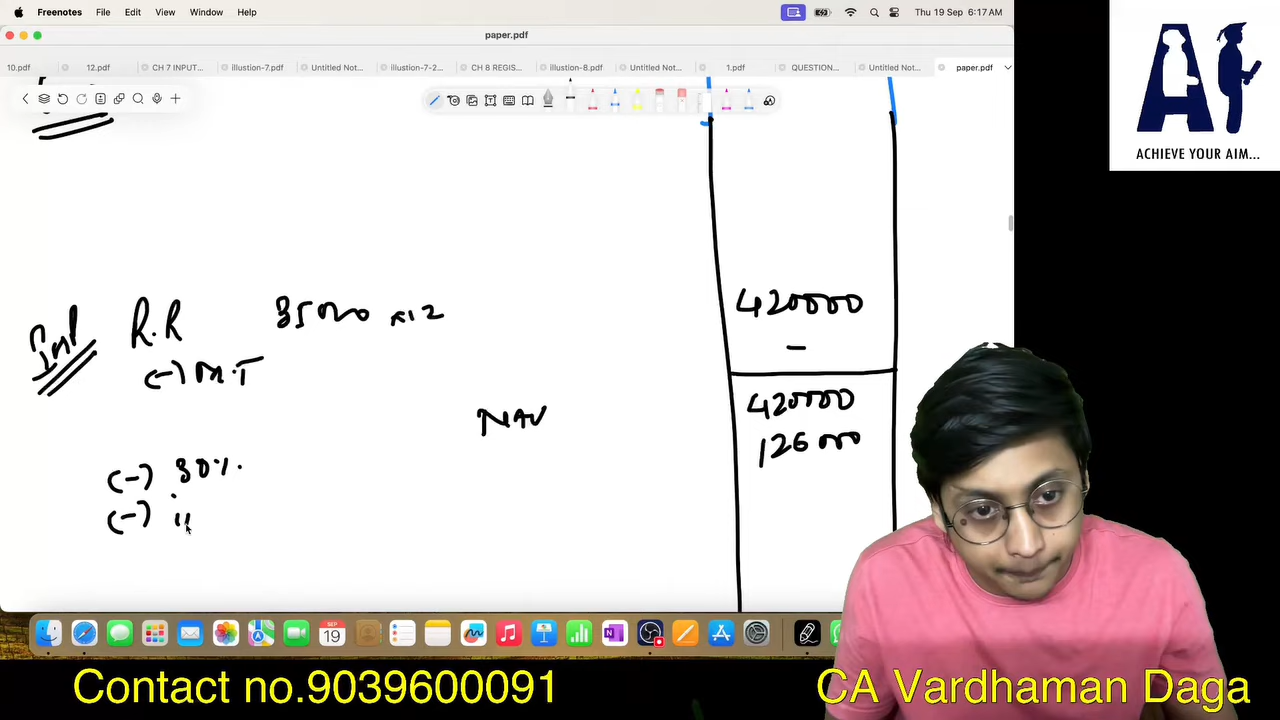 Freenotes File Edit View Window Help Thu 19 Sep 6:17 AM
paper.pdf
10.pdf 12.pdf CH 7 INPUT... illustion-7.pdf Untitled Not... illustion-7-2... CH 8 REGIS... illustion-8.pdf Untitled Not... 1.pdf QUESTION... Untitled Not... paper.pdf
ACHIEVE YOUR AIM...
R.R 35000 x12 420000
(-) M.T -
NAV 420000
(-) 30%. 126000
(-) i
SEP
19
Contact no.9039600091 CA Vardhaman Daga